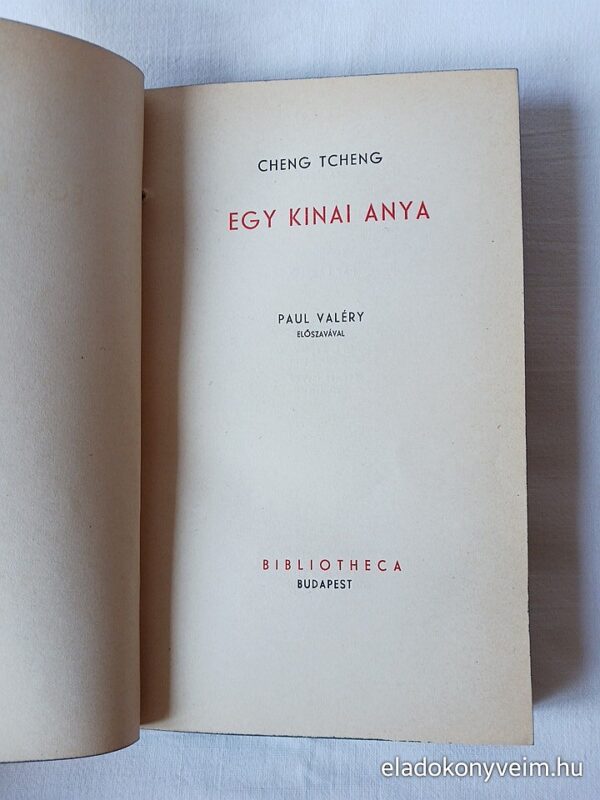 CHENG TCHENG
EGY KINAI ANYA
PAUL VALÉRY
ELŐSZAVÁVAL
BIBLIOTHECA
BUDAPEST
eladokonyveim.hu